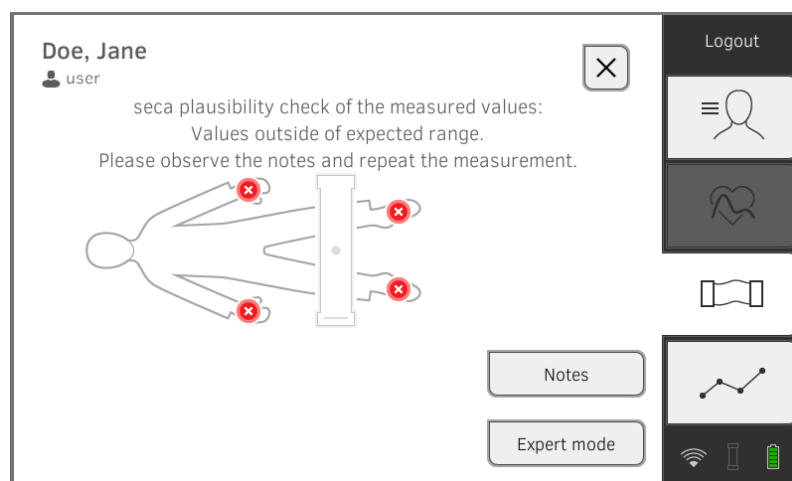 Doe, Jane
user
seca plausibility check of the measured values:
Values outside of expected range.
Please observe the notes and repeat the measurement.
Notes
Expert mode
Logout